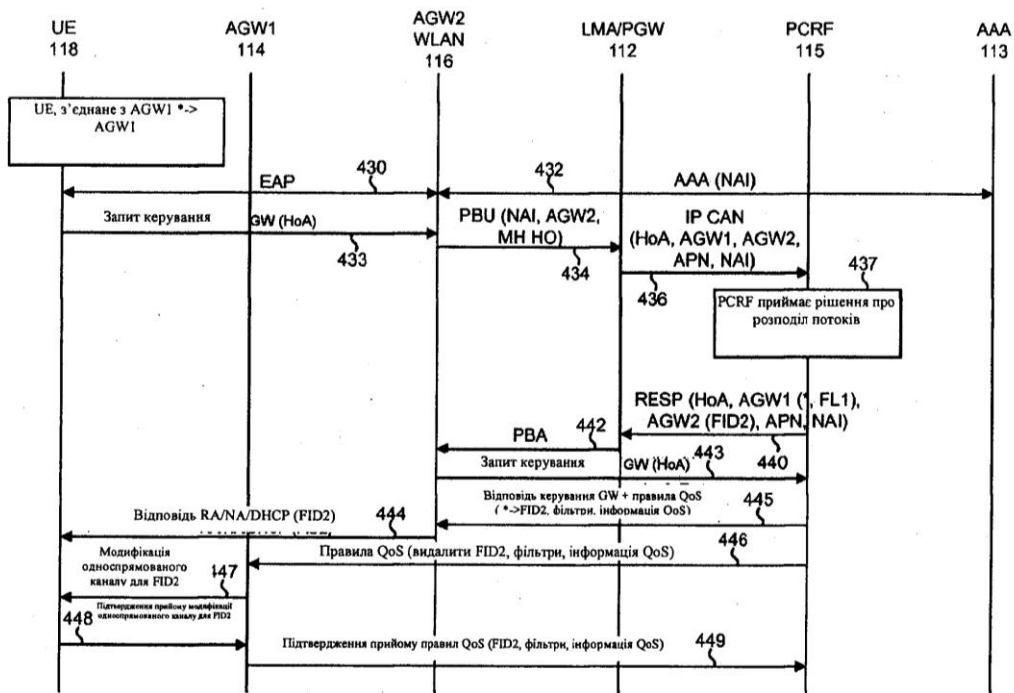 UE
118
AGW1
114
AGW2
WLAN
116
LMA/PGW
112
PCRF
115
AAA
113
UE, з’єднане з AGW1 *->
AGW1
430
EAP
432
AAA (NAI)
Запит керування
GW (HoA)
433
PBU (NAI, AGW2,
MH HO)
434
IP CAN
(HoA, AGW1, AGW2,
APN, NAI)
436
437
PCRF приймає рішення про
розподіл потоків
RESP (HoA, AGW1 (*, FL1),
AGW2 (FID2), APN, NAI)
440
PBA
442
Запит керування
GW (HoA)
443
Відповідь керування GW + правила QoS
( *->FID2, фільтри, інформація QoS)
445
Відповідь RA/NA/DHCP (FID2)
444
Правила QoS (видалити FID2, фільтри, інформація QoS)
446
Модифікація
односпрямованого
каналу для FID2
447
Підтвердження прийому модифікації
односпрямованого каналу для FID2
448
Підтвердження прийому правил QoS (FID2, фільтри, інформація QoS)
449